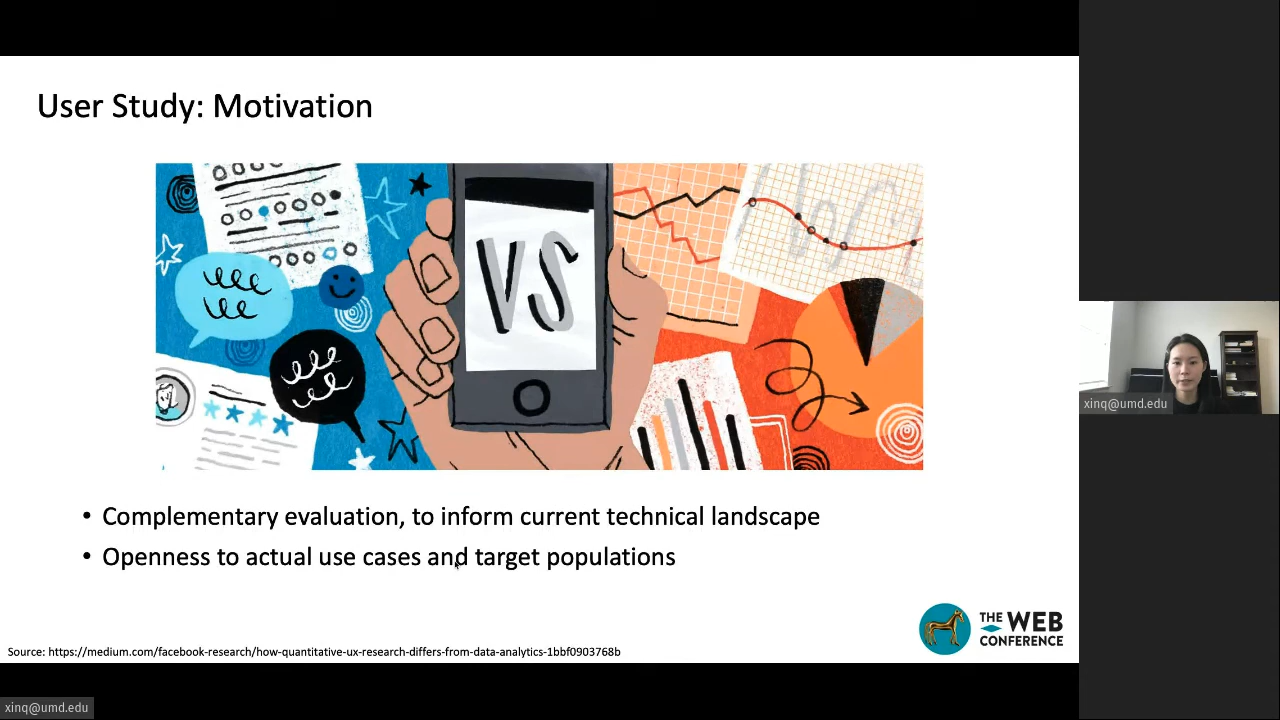 User Study: Motivation
VS
• Complementary evaluation, to inform current technical landscape
• Openness to actual use cases and target populations
THE WEB
CONFERENCE
Source: https://medium.com/facebook-research/how-quantitative-ux-research-differs-from-data-analytics-1bbf0903768b
xinq@umd.edu
xinq@umd.edu